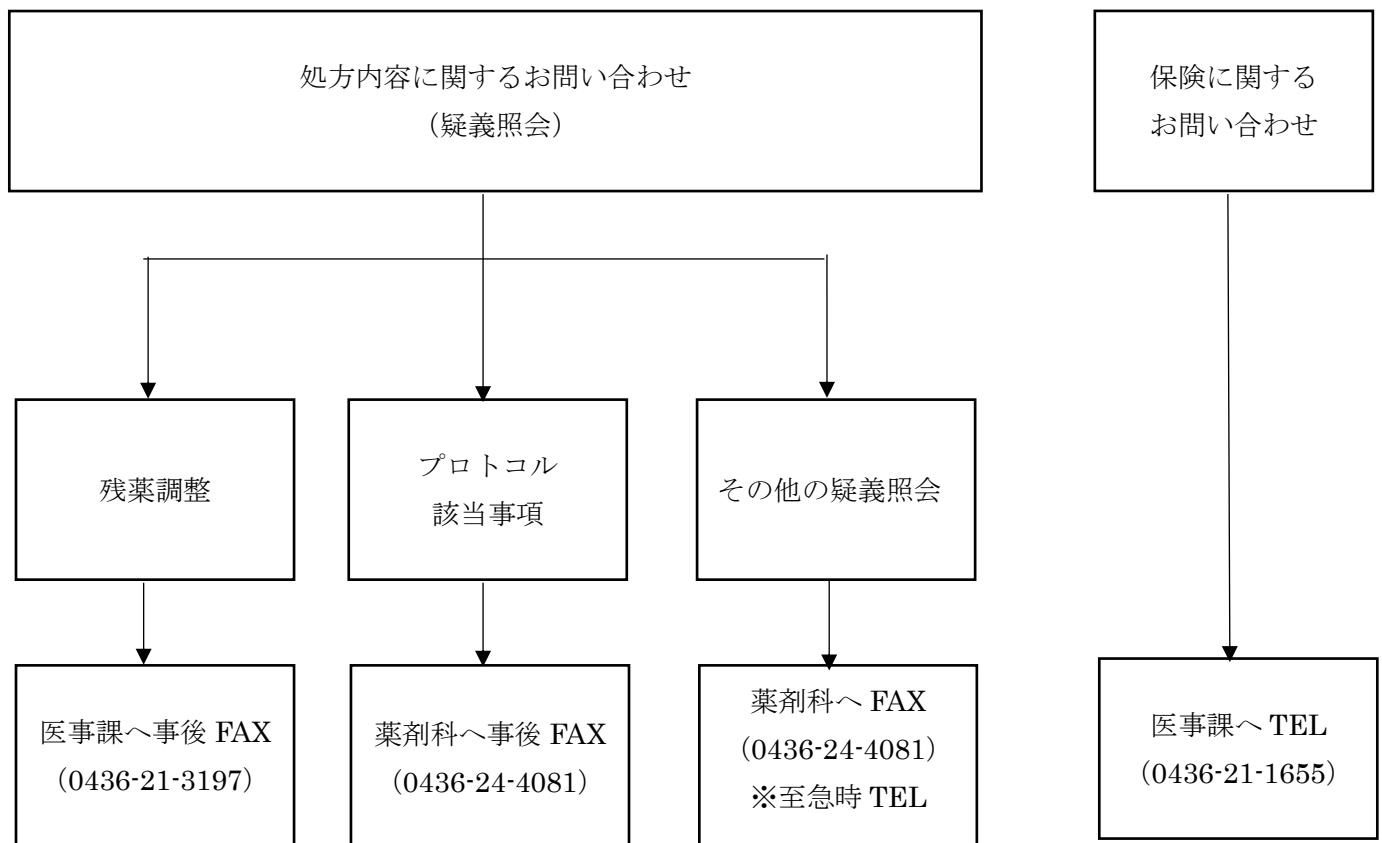 処方内容に関するお問い合わせ
（疑義照会）
保険に関する
お問い合わせ
残薬調整
プロトコル
該当事項
その他の疑義照会
医事課へ事後 FAX
（0436-21-3197）
薬剤科へ事後 FAX
（0436-24-4081）
薬剤科へ FAX
（0436-24-4081）
※至急時 TEL
医事課へ TEL
（0436-21-1655）